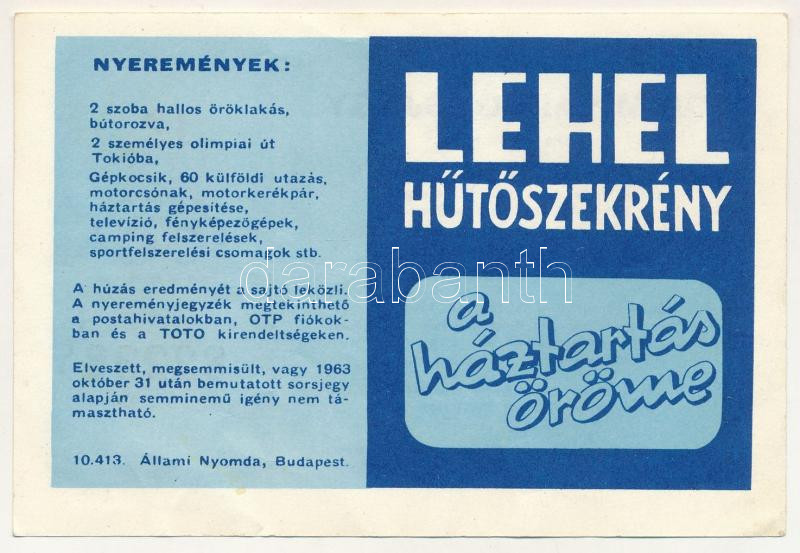 NYEREMÉNYEK:
2 szoba hallos öröklakás,
bútorozva,
2 személyes olimpiai út
Tokióba,
Gépkocsik, 60 külföldi utazás,
motorcsónak, motorkerékpár,
háztartás gépesítése,
televízió, fényképezőgépek,
camping felszerelések,
sportfelszerelési csomagok stb.
A húzás eredményét a sajtó leközli.
A nyereményjegyzék megtekinthető
a postahivatalokban, OTP fiókok-
ban és a TOTO kirendeltségeken.
Elveszett, megsemmisült, vagy 1963
október 31 után bemutatott sorsjegy
alapján semminemű igény nem tá-
masztható.
10.413. Állami Nyomda, Budapest.
LEHEL
HŰTŐSZEKRÉNY
a
háztartás
öröme
darabanth